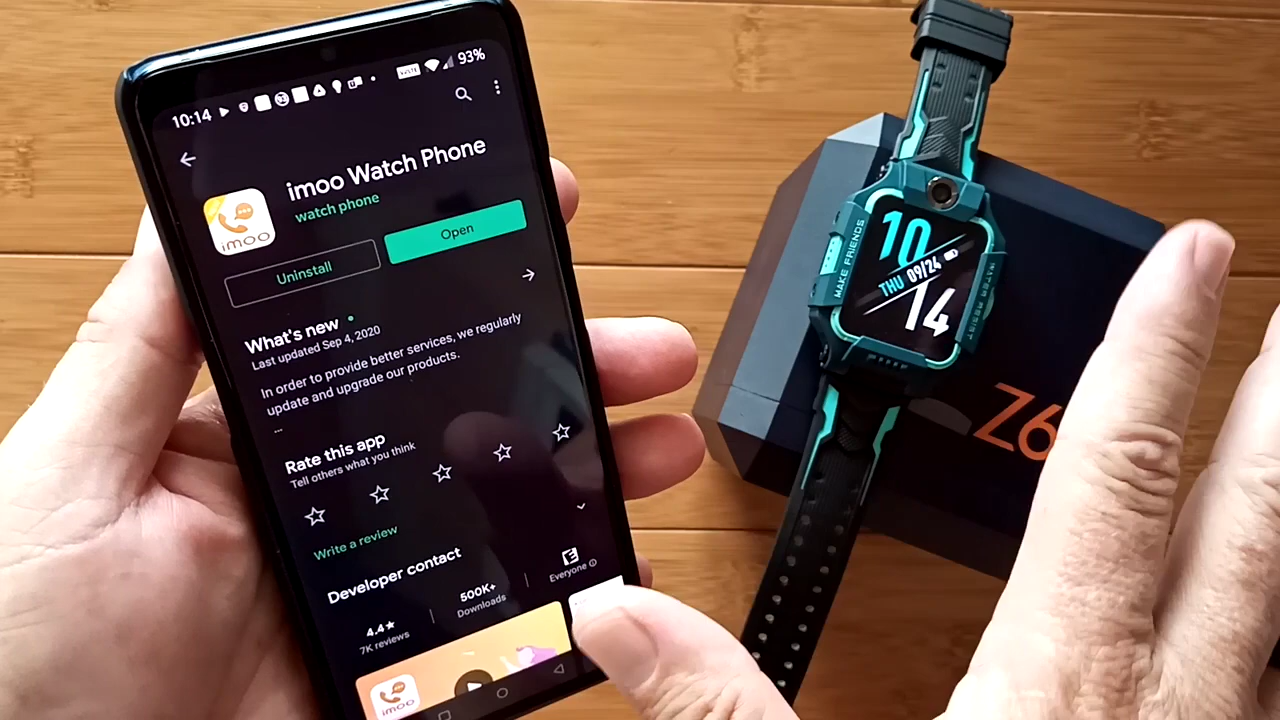 10:14
93%
imoo Watch Phone
watch phone
imoo
Uninstall
Open
What's new
Last updated Sep 4, 2020
In order to provide better services, we regularly
update and upgrade our products.
...
Rate this app
Tell others what you think
Write a review
Developer contact
4.4★
7K reviews
500K+
Downloads
E
Everyone
imoo
MAKE FRIENDS
10
THU 09/24
14
Z6